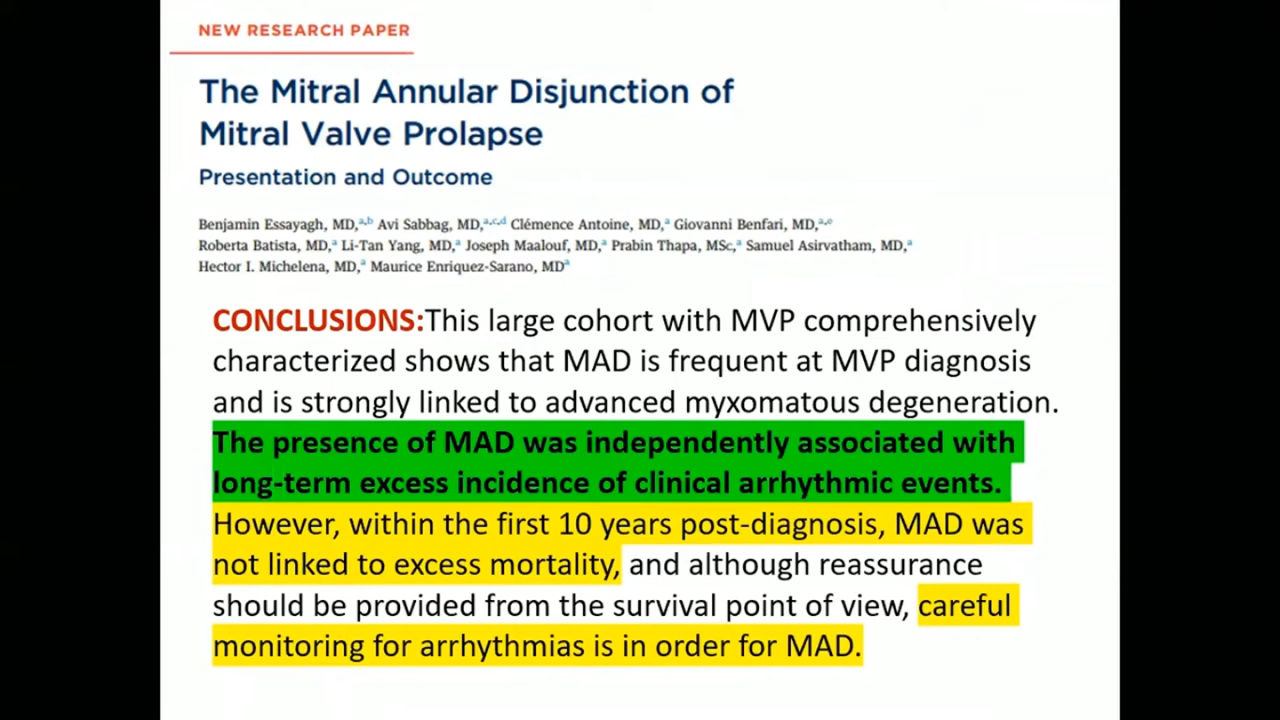 NEW RESEARCH PAPER
The Mitral Annular Disjunction of
Mitral Valve Prolapse
Presentation and Outcome
Benjamin Essayagh, MD,a,b Avi Sabbag, MD,a,c,d Clémence Antoine, MD,a Giovanni Benfari, MD,a,e
Roberta Batista, MD,a Li-Tan Yang, MD,a Joseph Maalouf, MD,a Prabin Thapa, MSc,a Samuel Asirvatham, MD,a
Hector I. Michelena, MD,a Maurice Enriquez-Sarano, MDa
CONCLUSIONS:This large cohort with MVP comprehensively
characterized shows that MAD is frequent at MVP diagnosis
and is strongly linked to advanced myxomatous degeneration.
The presence of MAD was independently associated with
long-term excess incidence of clinical arrhythmic events.
However, within the first 10 years post-diagnosis, MAD was
not linked to excess mortality, and although reassurance
should be provided from the survival point of view, careful
monitoring for arrhythmias is in order for MAD.